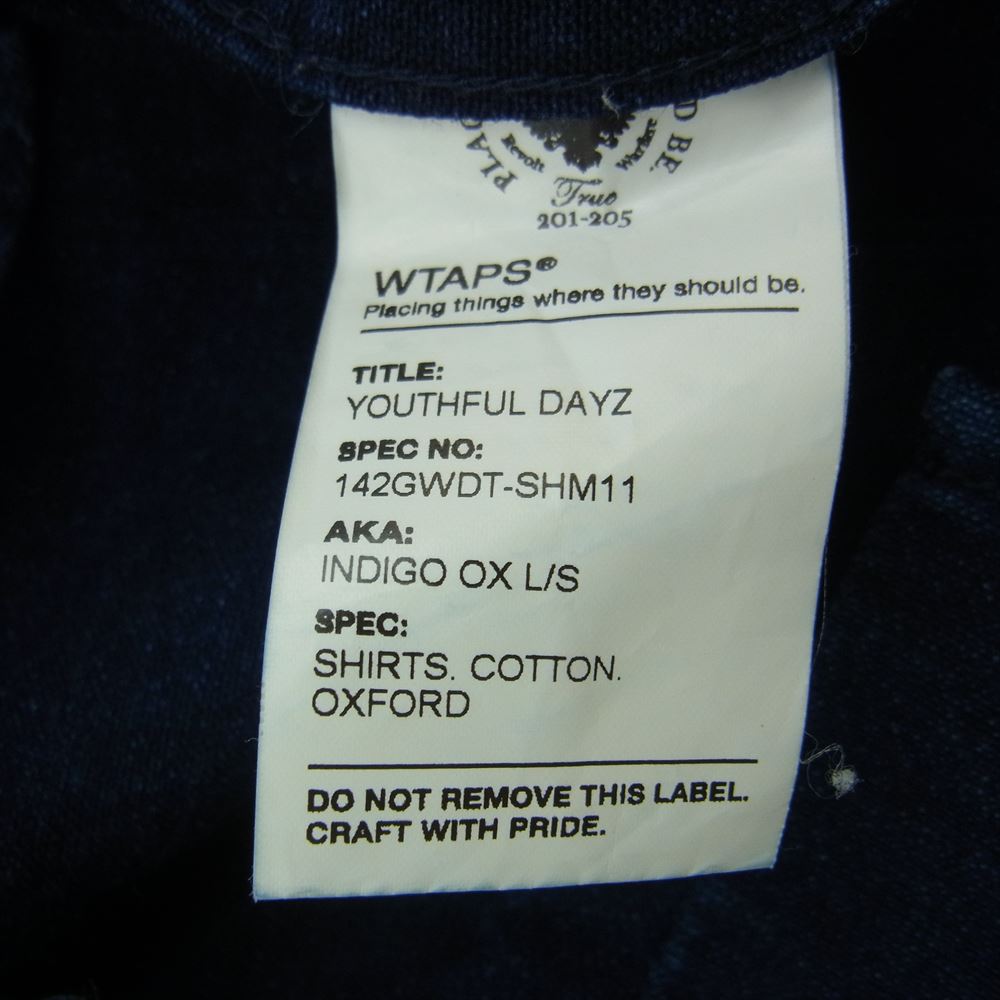 D BE.
Revolt Warfare
True
201-205
WTAPS®
Placing things where they should be.
TITLE:
YOUTHFUL DAYZ
SPEC NO:
142GWDT-SHM11
AKA:
INDIGO OX L/S
SPEC:
SHIRTS. COTTON.
OXFORD
DO NOT REMOVE THIS LABEL.
CRAFT WITH PRIDE.